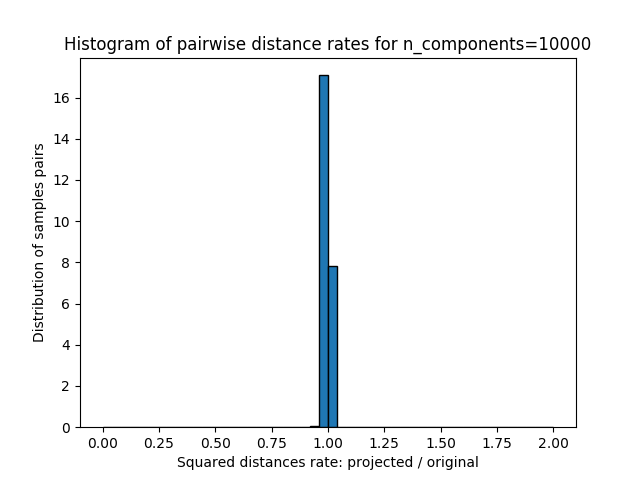 Histogram of pairwise distance rates for n_components=10000
Distribution of samples pairs
16
14
12
10
8
6
4
2
0
0.00 0.25 0.50 0.75 1.00 1.25 1.50 1.75 2.00
Squared distances rate: projected / original